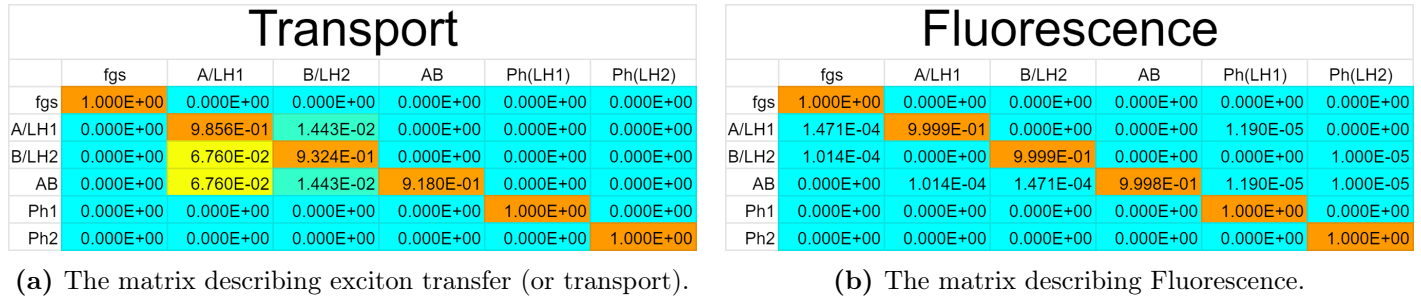 Transport
fgs A/LH1 B/LH2 AB Ph(LH1) Ph(LH2)
fgs 1.000E+00 0.000E+00 0.000E+00 0.000E+00 0.000E+00 0.000E+00
A/LH1 0.000E+00 9.856E-01 1.443E-02 0.000E+00 0.000E+00 0.000E+00
B/LH2 0.000E+00 6.760E-02 9.324E-01 0.000E+00 0.000E+00 0.000E+00
AB 0.000E+00 6.760E-02 1.443E-02 9.180E-01 0.000E+00 0.000E+00
Ph1 0.000E+00 0.000E+00 0.000E+00 0.000E+00 1.000E+00 0.000E+00
Ph2 0.000E+00 0.000E+00 0.000E+00 0.000E+00 0.000E+00 1.000E+00
(a) The matrix describing exciton transfer (or transport).
Fluorescence
fgs A/LH1 B/LH2 AB Ph(LH1) Ph(LH2)
fgs 1.000E+00 0.000E+00 0.000E+00 0.000E+00 0.000E+00 0.000E+00
A/LH1 1.471E-04 9.999E-01 0.000E+00 0.000E+00 1.190E-05 0.000E+00
B/LH2 1.014E-04 0.000E+00 9.999E-01 0.000E+00 0.000E+00 1.000E-05
AB 0.000E+00 1.014E-04 1.471E-04 9.998E-01 1.190E-05 1.000E-05
Ph1 0.000E+00 0.000E+00 0.000E+00 0.000E+00 1.000E+00 0.000E+00
Ph2 0.000E+00 0.000E+00 0.000E+00 0.000E+00 0.000E+00 1.000E+00
(b) The matrix describing Fluorescence.